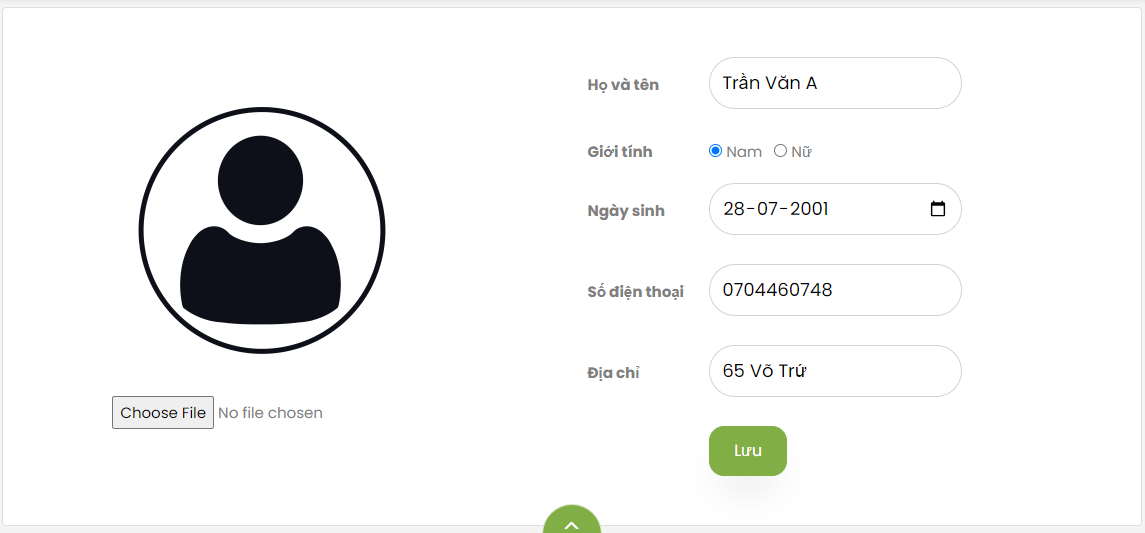 Họ và tên Trần Văn A
Giới tính Nam Nữ
Ngày sinh 28-07-2001
Số điện thoại 0704460748
Địa chỉ 65 Võ Trứ
Choose File No file chosen
Lưu